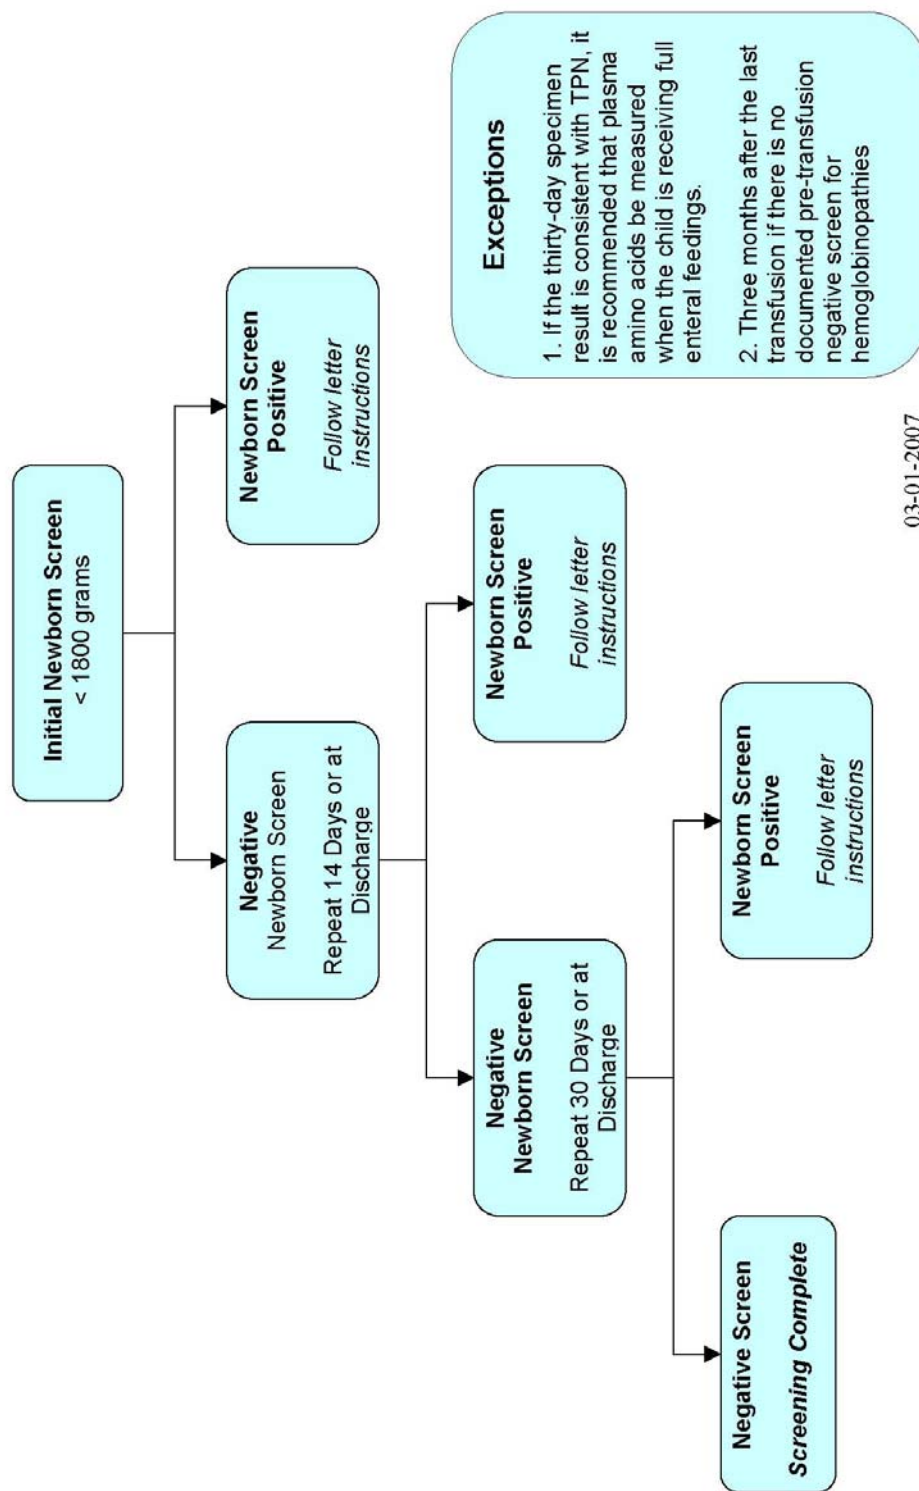 Initial Newborn Screen
< 1800 grams
Negative
Newborn Screen
Repeat 14 Days or at
Discharge
Newborn Screen
Positive
Follow letter
instructions
Negative
Newborn Screen
Repeat 30 Days or at
Discharge
Newborn Screen
Positive
Follow letter
instructions
Negative Screen
Screening Complete
Newborn Screen
Positive
Follow letter
instructions
Exceptions
1. If the thirty-day specimen
result is consistent with TPN, it
is recommended that plasma
amino acids be measured
when the child is receiving full
enteral feedings.
2. Three months after the last
transfusion if there is no
documented pre-transfusion
negative screen for
hemoglobinopathies
03-01-2007